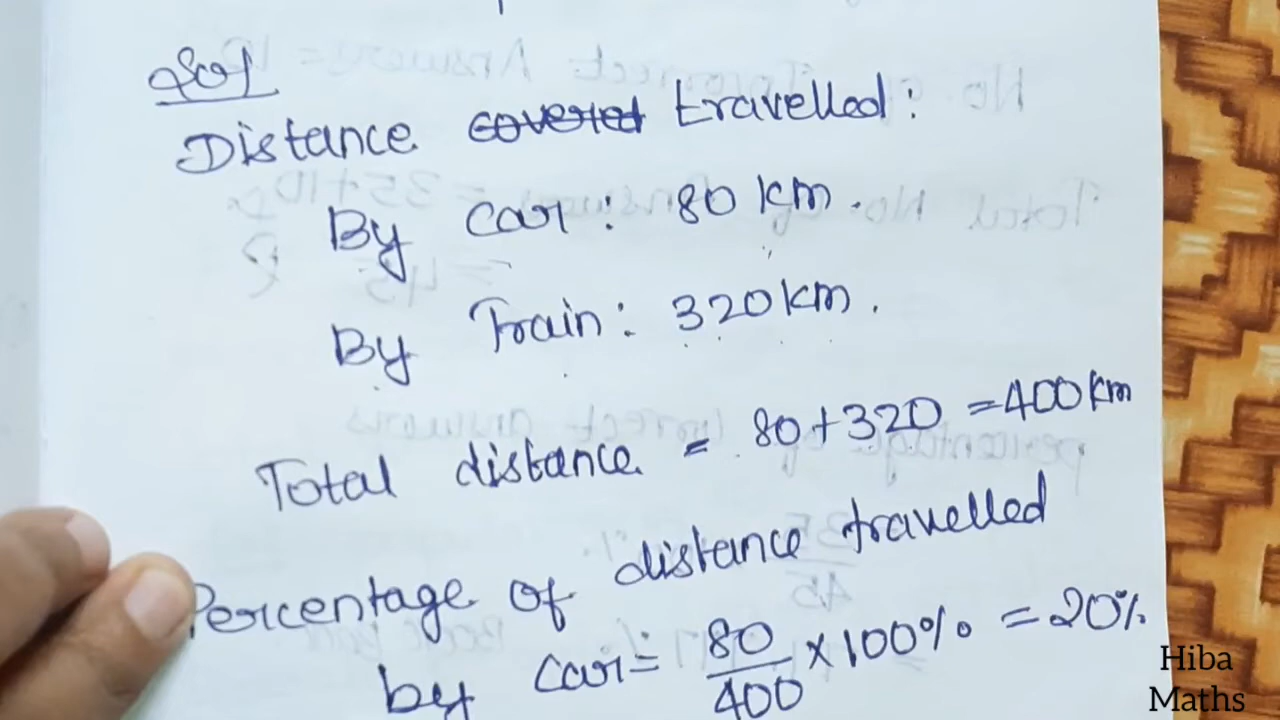 Sol
Distance covered travelled:
By Car: 80 km.
By Train: 320 km.
Total distance = 80+320 = 400 km
Percentage of distance travelled
by car = 80/400 × 100% = 20%
Hiba
Maths